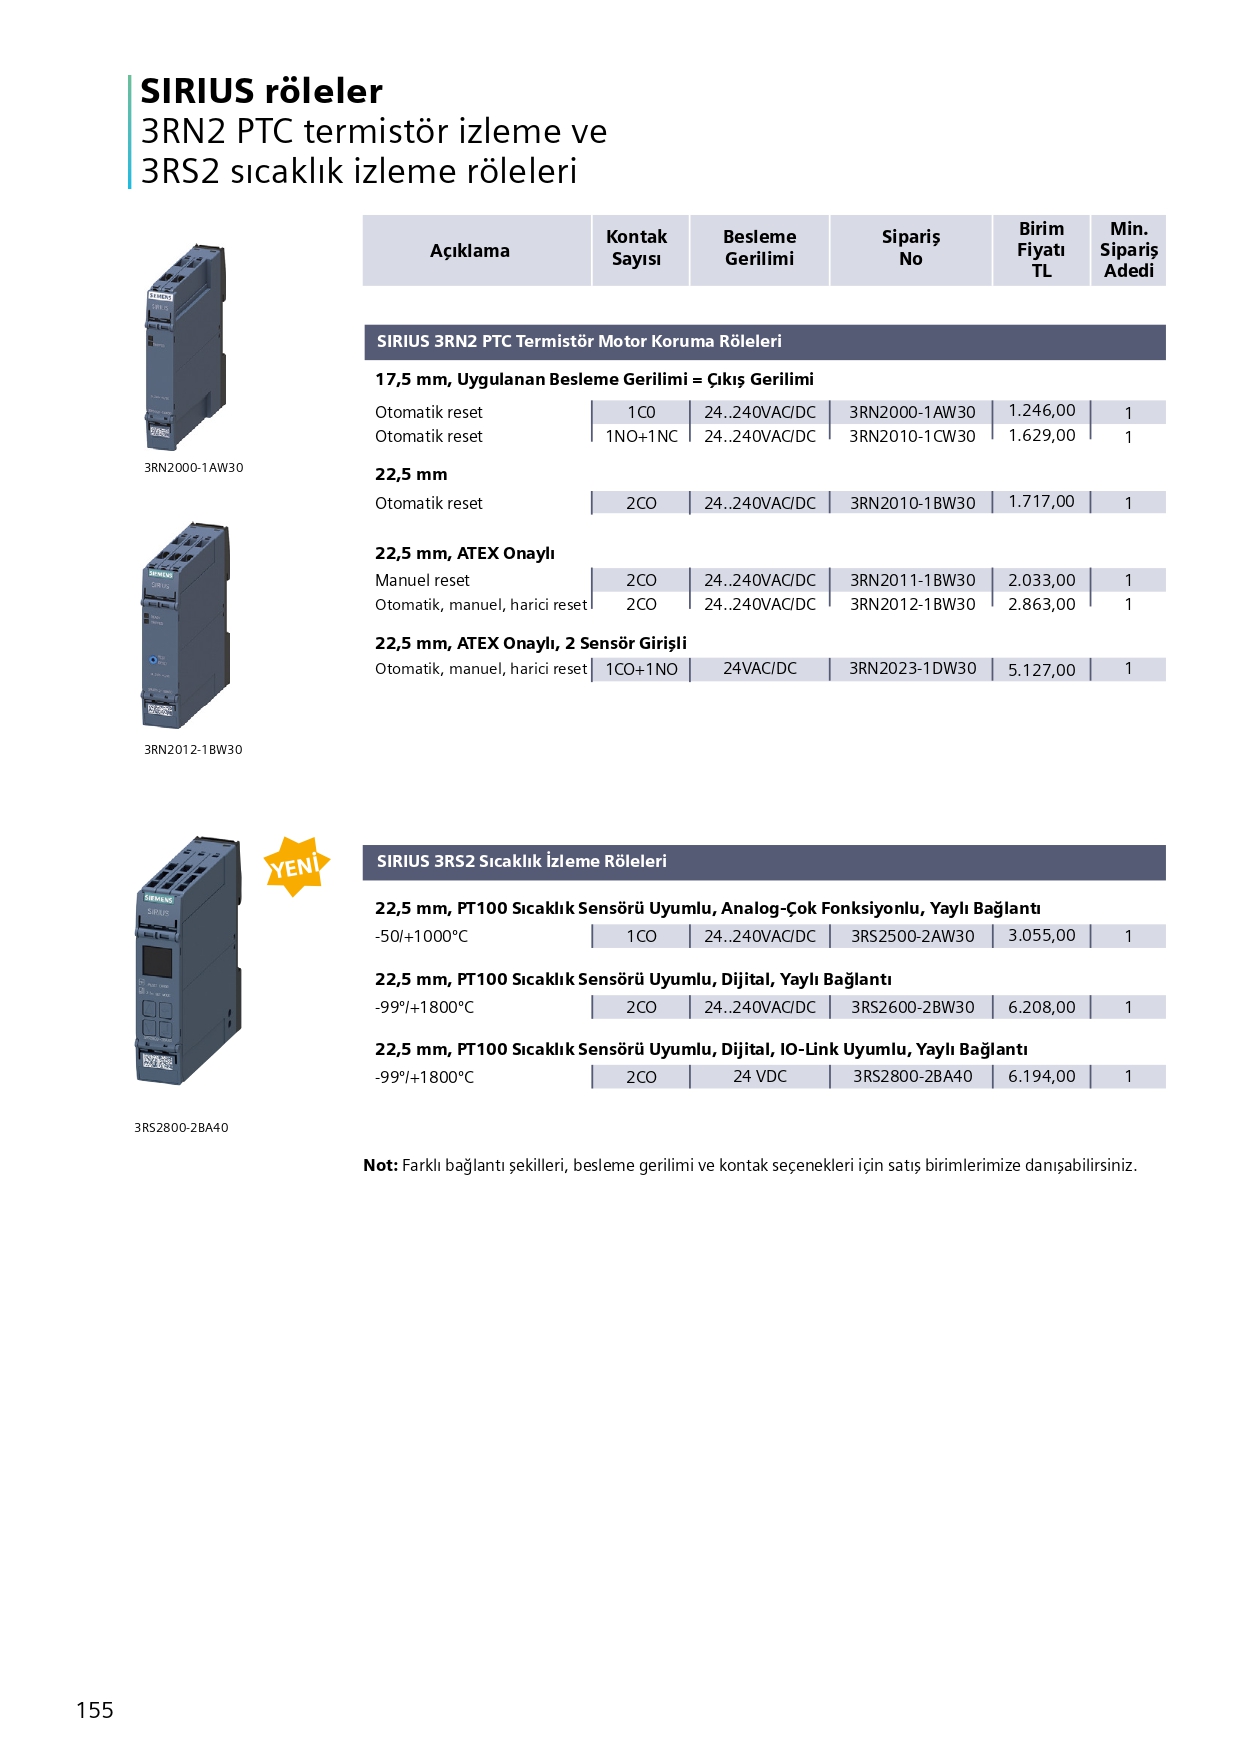 SIRIUS röleler
3RN2 PTC termistör izleme ve
3RS2 sıcaklık izleme röleleri
Açıklama Kontak Sayısı Besleme Gerilimi Sipariş No Birim Fiyatı TL Min. Sipariş Adedi
SIEMENS
SIRIUS
3RN2000-1AW30
SIRIUS 3RN2 PTC Termistör Motor Koruma Röleleri
17,5 mm, Uygulanan Besleme Gerilimi = Çıkış Gerilimi
Otomatik reset 1C0 24..240VAC/DC 3RN2000-1AW30 1.246,00 1
Otomatik reset 1NO+1NC 24..240VAC/DC 3RN2010-1CW30 1.629,00 1
22,5 mm
Otomatik reset 2CO 24..240VAC/DC 3RN2010-1BW30 1.717,00 1
22,5 mm, ATEX Onaylı
Manuel reset 2CO 24..240VAC/DC 3RN2011-1BW30 2.033,00 1
Otomatik, manuel, harici reset 2CO 24..240VAC/DC 3RN2012-1BW30 2.863,00 1
22,5 mm, ATEX Onaylı, 2 Sensör Girişli
Otomatik, manuel, harici reset 1CO+1NO 24VAC/DC 3RN2023-1DW30 5.127,00 1
SIEMENS
SIRIUS
3RN2012-1BW30
YENİ
SIEMENS
SIRIUS
3RS2800-2BA40
SIRIUS 3RS2 Sıcaklık İzleme Röleleri
22,5 mm, PT100 Sıcaklık Sensörü Uyumlu, Analog-Çok Fonksiyonlu, Yaylı Bağlantı
-50/+1000°C 1CO 24..240VAC/DC 3RS2500-2AW30 3.055,00 1
22,5 mm, PT100 Sıcaklık Sensörü Uyumlu, Dijital, Yaylı Bağlantı
-99°/+1800°C 2CO 24..240VAC/DC 3RS2600-2BW30 6.208,00 1
22,5 mm, PT100 Sıcaklık Sensörü Uyumlu, Dijital, IO-Link Uyumlu, Yaylı Bağlantı
-99°/+1800°C 2CO 24 VDC 3RS2800-2BA40 6.194,00 1
Not: Farklı bağlantı şekilleri, besleme gerilimi ve kontak seçenekleri için satış birimlerimize danışabilirsiniz.
155